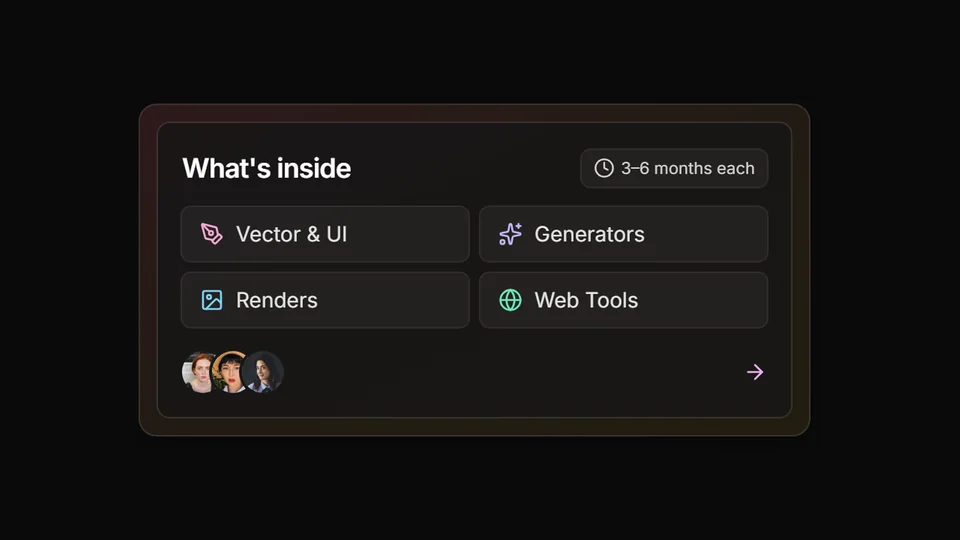 What's inside
3–6 months each
Vector & UI
Generators
Renders
Web Tools